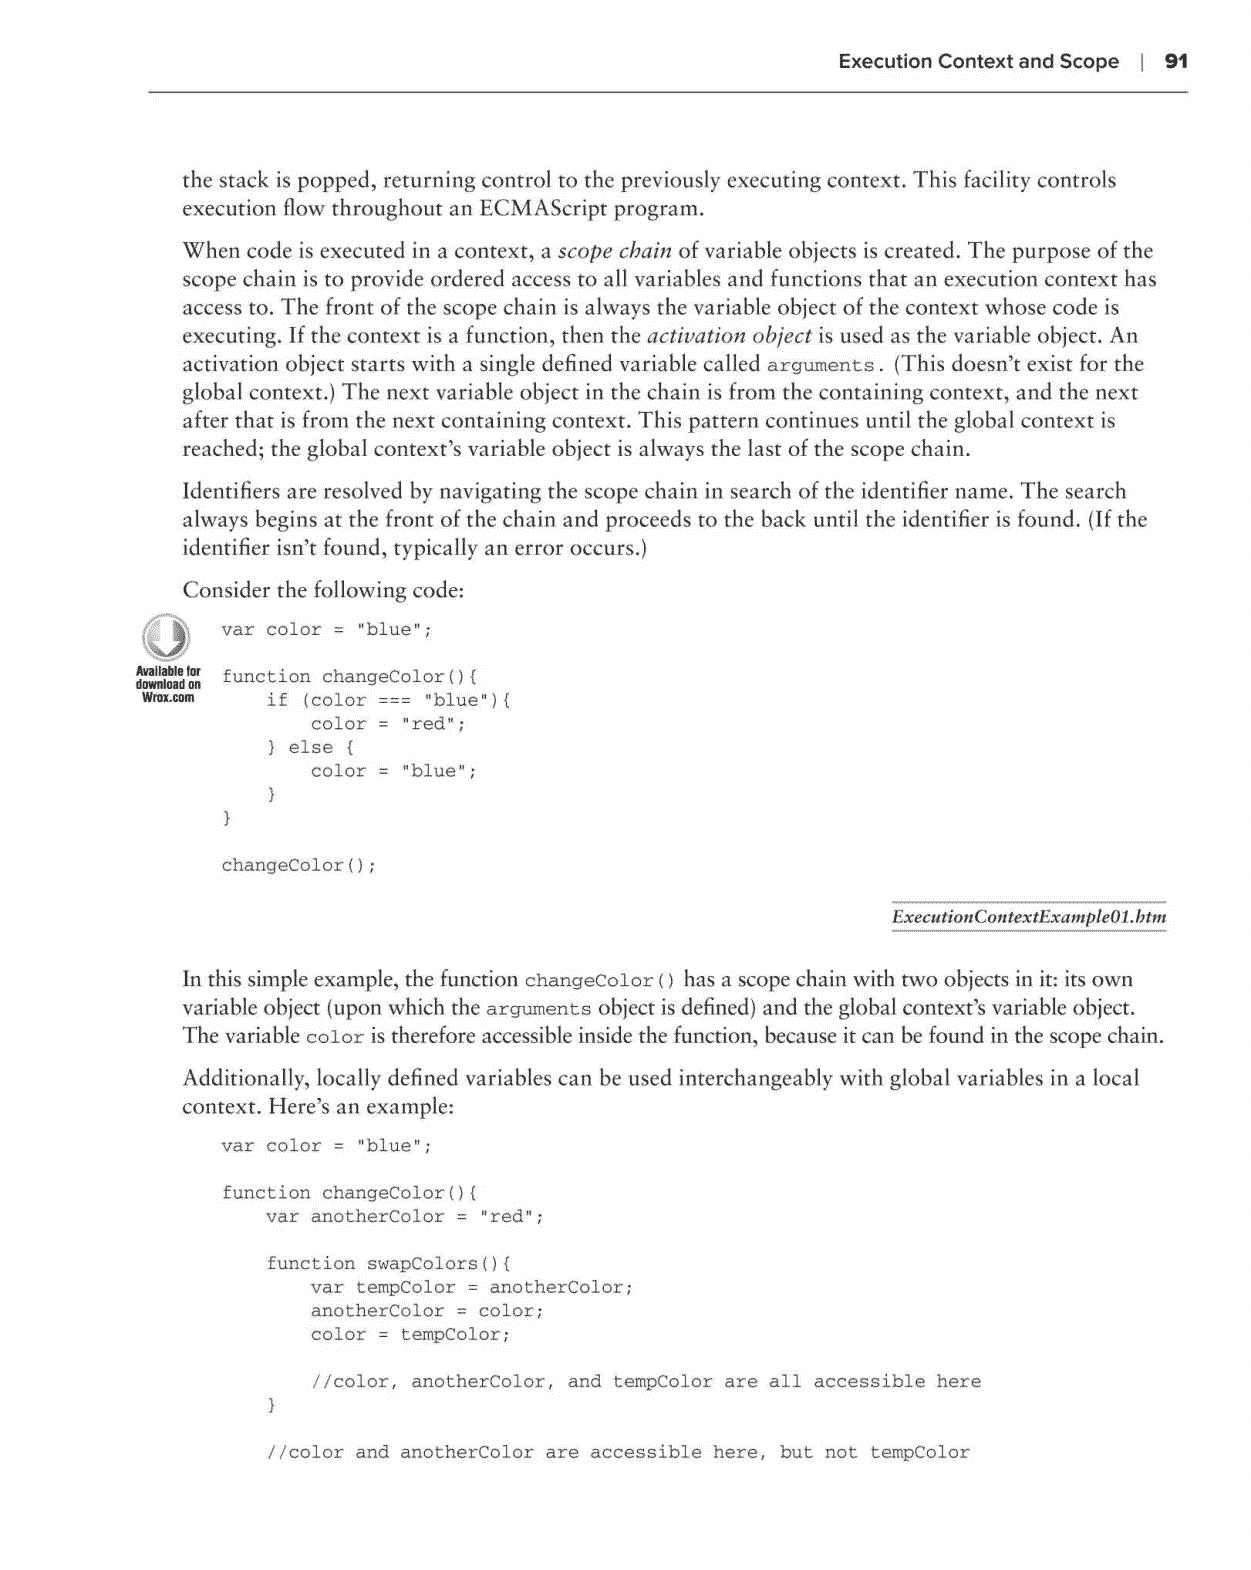 Execution Context and Scope | 91
the stack is popped, returning control to the previously executing context. This facility controls
execution flow throughout an ECMAScript program.
When code is executed in a context, a scope chain of variable objects is created. The purpose of the
scope chain is to provide ordered access to all variables and functions that an execution context has
access to. The front of the scope chain is always the variable object of the context whose code is
executing. If the context is a function, then the activation object is used as the variable object. An
activation object starts with a single defined variable called arguments. (This doesn’t exist for the
global context.) The next variable object in the chain is from the containing context, and the next
after that is from the next containing context. This pattern continues until the global context is
reached; the global context’s variable object is always the last of the scope chain.
Identifiers are resolved by navigating the scope chain in search of the identifier name. The search
always begins at the front of the chain and proceeds to the back until the identifier is found. (If the
identifier isn’t found, typically an error occurs.)
Consider the following code:
Available for
download on
Wrox.com
var color = "blue";
function changeColor(){
    if (color === "blue"){
        color = "red";
    } else {
        color = "blue";
    }
}
changeColor();
ExecutionContextExample01.htm
In this simple example, the function changeColor() has a scope chain with two objects in it: its own
variable object (upon which the arguments object is defined) and the global context’s variable object.
The variable color is therefore accessible inside the function, because it can be found in the scope chain.
Additionally, locally defined variables can be used interchangeably with global variables in a local
context. Here’s an example:
var color = "blue";
function changeColor(){
    var anotherColor = "red";
    function swapColors(){
        var tempColor = anotherColor;
        anotherColor = color;
        color = tempColor;
        //color, anotherColor, and tempColor are all accessible here
    }
    //color and anotherColor are accessible here, but not tempColor